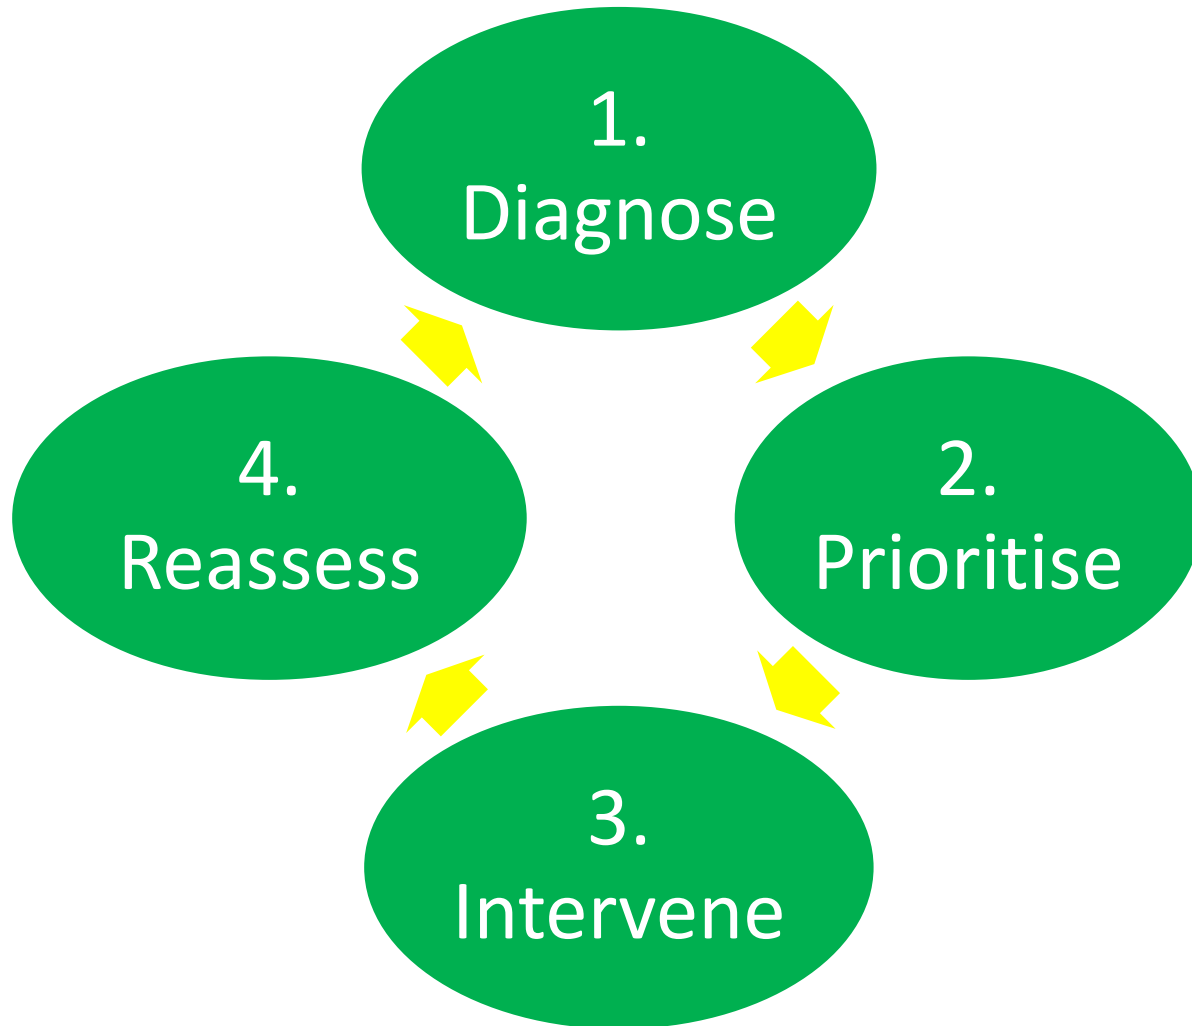 1.
Diagnose
2.
Prioritise
3.
Intervene
4.
Reassess